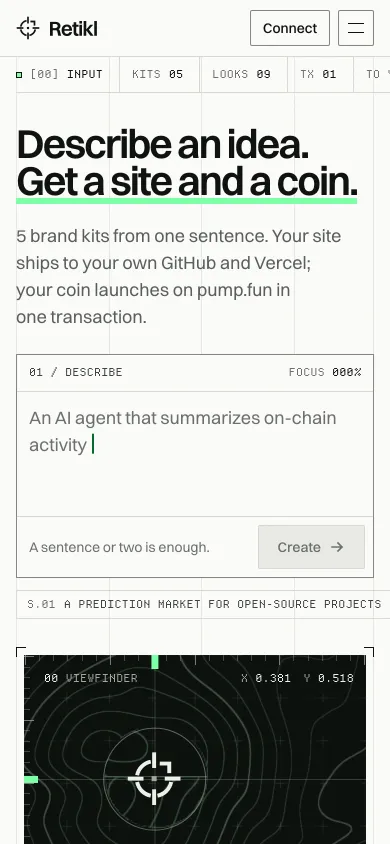 Retikl
Connect
[00] INPUT KITS 05 LOOKS 09 TX 01 TO
Describe an idea.
Get a site and a coin.
5 brand kits from one sentence. Your site
ships to your own GitHub and Vercel;
your coin launches on pump.fun in
one transaction.
01 / DESCRIBE FOCUS 000%
An AI agent that summarizes on-chain
activity
A sentence or two is enough.
Create →
S.01 A PREDICTION MARKET FOR OPEN-SOURCE PROJECTS
00 VIEWFINDER X 0.381 Y 0.518